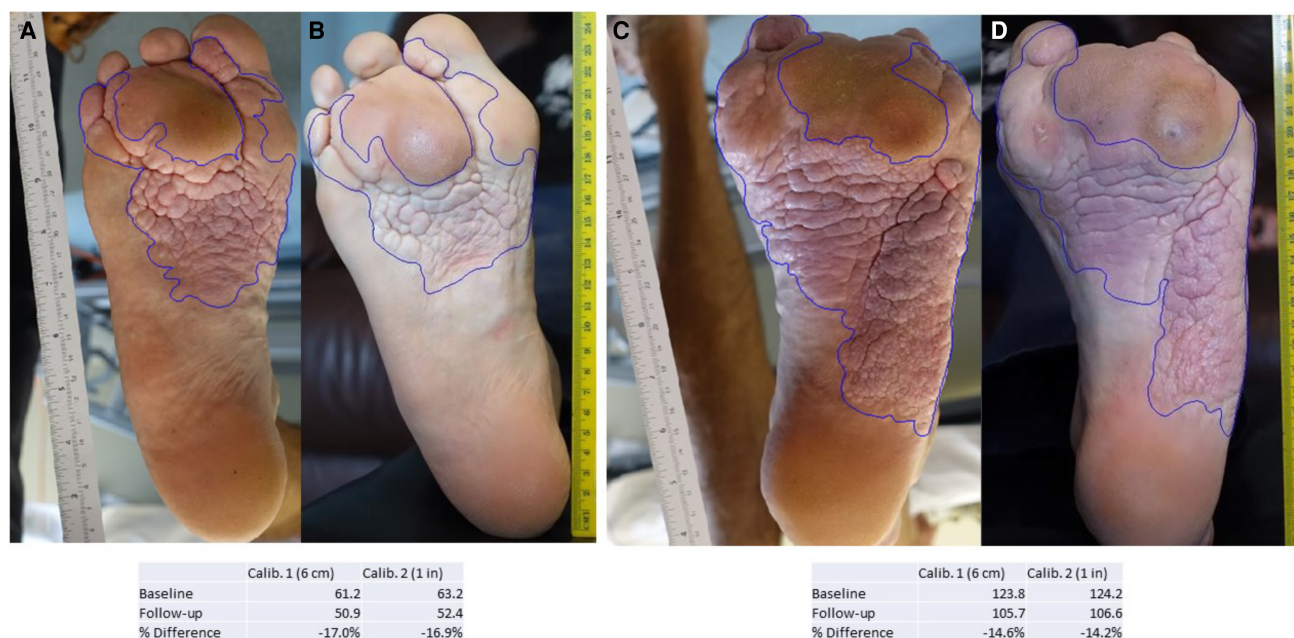 A B C D
Calib. 1 (6 cm) Calib. 2 (1 in)
Baseline 61.2 63.2
Follow-up 50.9 52.4
% Difference -17.0% -16.9%
Calib. 1 (6 cm) Calib. 2 (1 in)
Baseline 123.8 124.2
Follow-up 105.7 106.6
% Difference -14.6% -14.2%